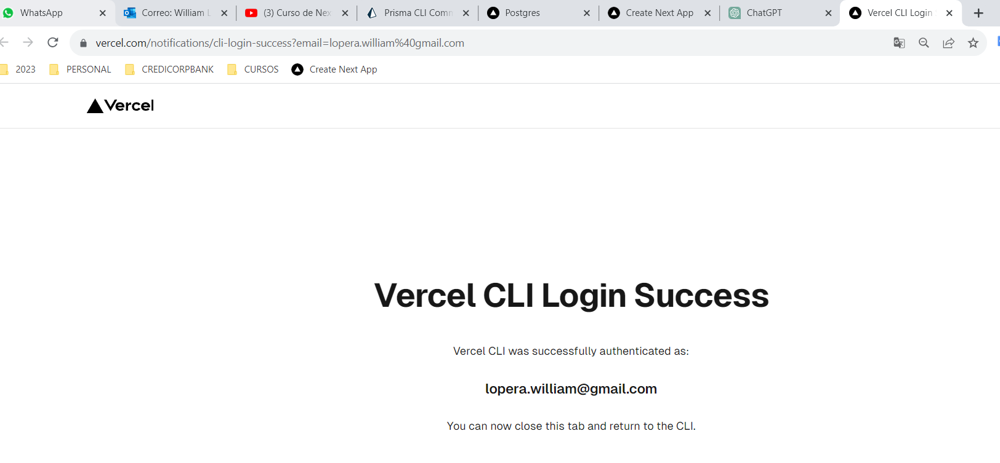 WhatsApp
Correo: William L
(3) Curso de Nex
Prisma CLI Comm
Postgres
Create Next App
ChatGPT
Vercel CLI Login
vercel.com/notifications/cli-login-success?email=lopera.william%40gmail.com
2023
PERSONAL
CREDICORPBANK
CURSOS
Create Next App
Vercel
Vercel CLI Login Success
Vercel CLI was successfully authenticated as:
lopera.william@gmail.com
You can now close this tab and return to the CLI.